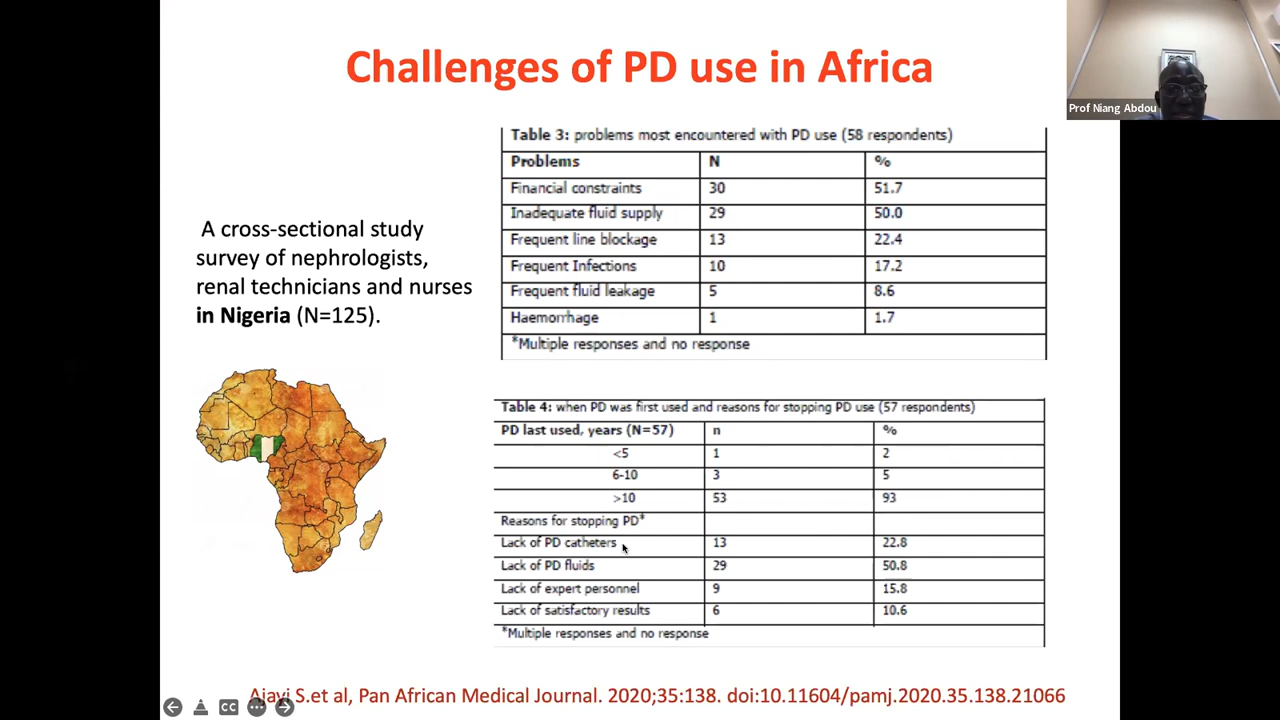 Challenges of PD use in Africa
Prof Niang Abdou
A cross-sectional study
survey of nephrologists,
renal technicians and nurses
in Nigeria (N=125).
Table 3: problems most encountered with PD use (58 respondents)
Problems N %
Financial constraints 30 51.7
Inadequate fluid supply 29 50.0
Frequent line blockage 13 22.4
Frequent Infections 10 17.2
Frequent fluid leakage 5 8.6
Haemorrhage 1 1.7
*Multiple responses and no response
Table 4: when PD was first used and reasons for stopping PD use (57 respondents)
PD last used, years (N=57) n %
<5 1 2
6-10 3 5
>10 53 93
Reasons for stopping PD*
Lack of PD catheters 13 22.8
Lack of PD fluids 29 50.8
Lack of expert personnel 9 15.8
Lack of satisfactory results 6 10.6
*Multiple responses and no response
Ajayi S.et al, Pan African Medical Journal. 2020;35:138. doi:10.11604/pamj.2020.35.138.21066
CC